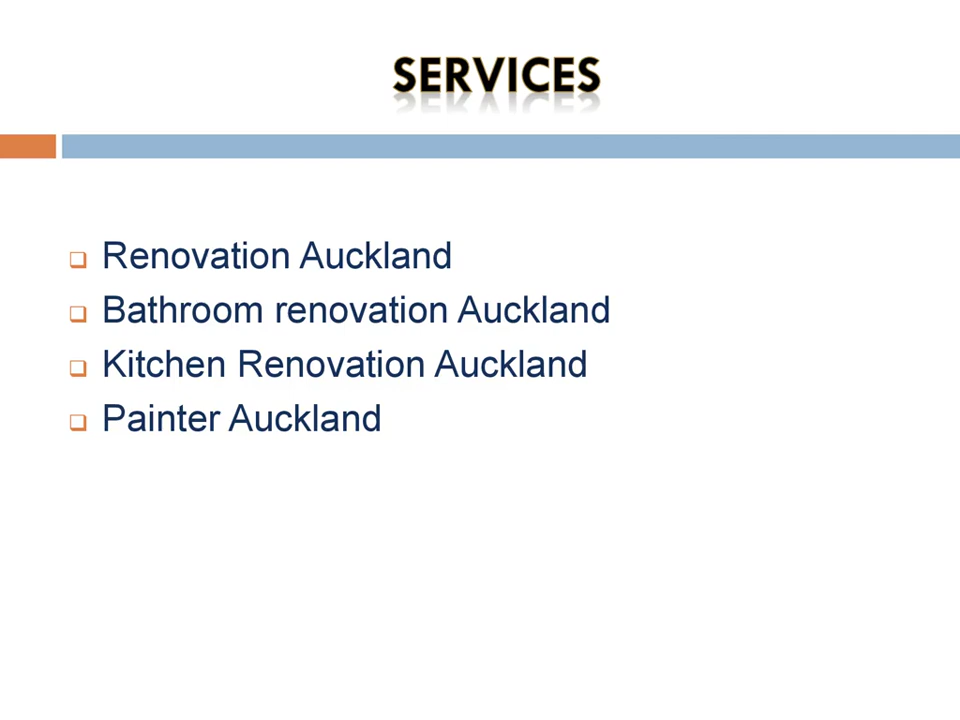 SERVICES
Renovation Auckland
Bathroom renovation Auckland
Kitchen Renovation Auckland
Painter Auckland